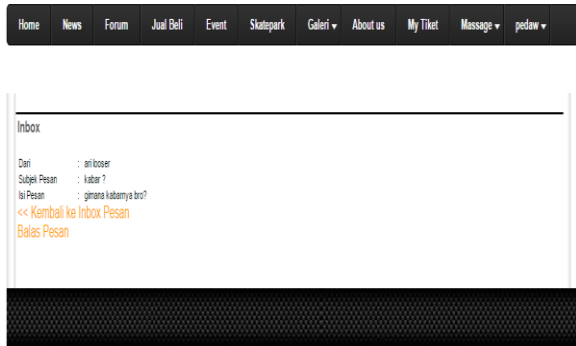 Home News Forum Jual Beli Event Skatepark Galeri About us My Tiket Massage pedaw
Inbox
Dari : ari loser
Subjek Pesan : kabar ?
Isi Pesan : gimana kabarnya bro?
<< Kembali ke Inbox Pesan
Balas Pesan